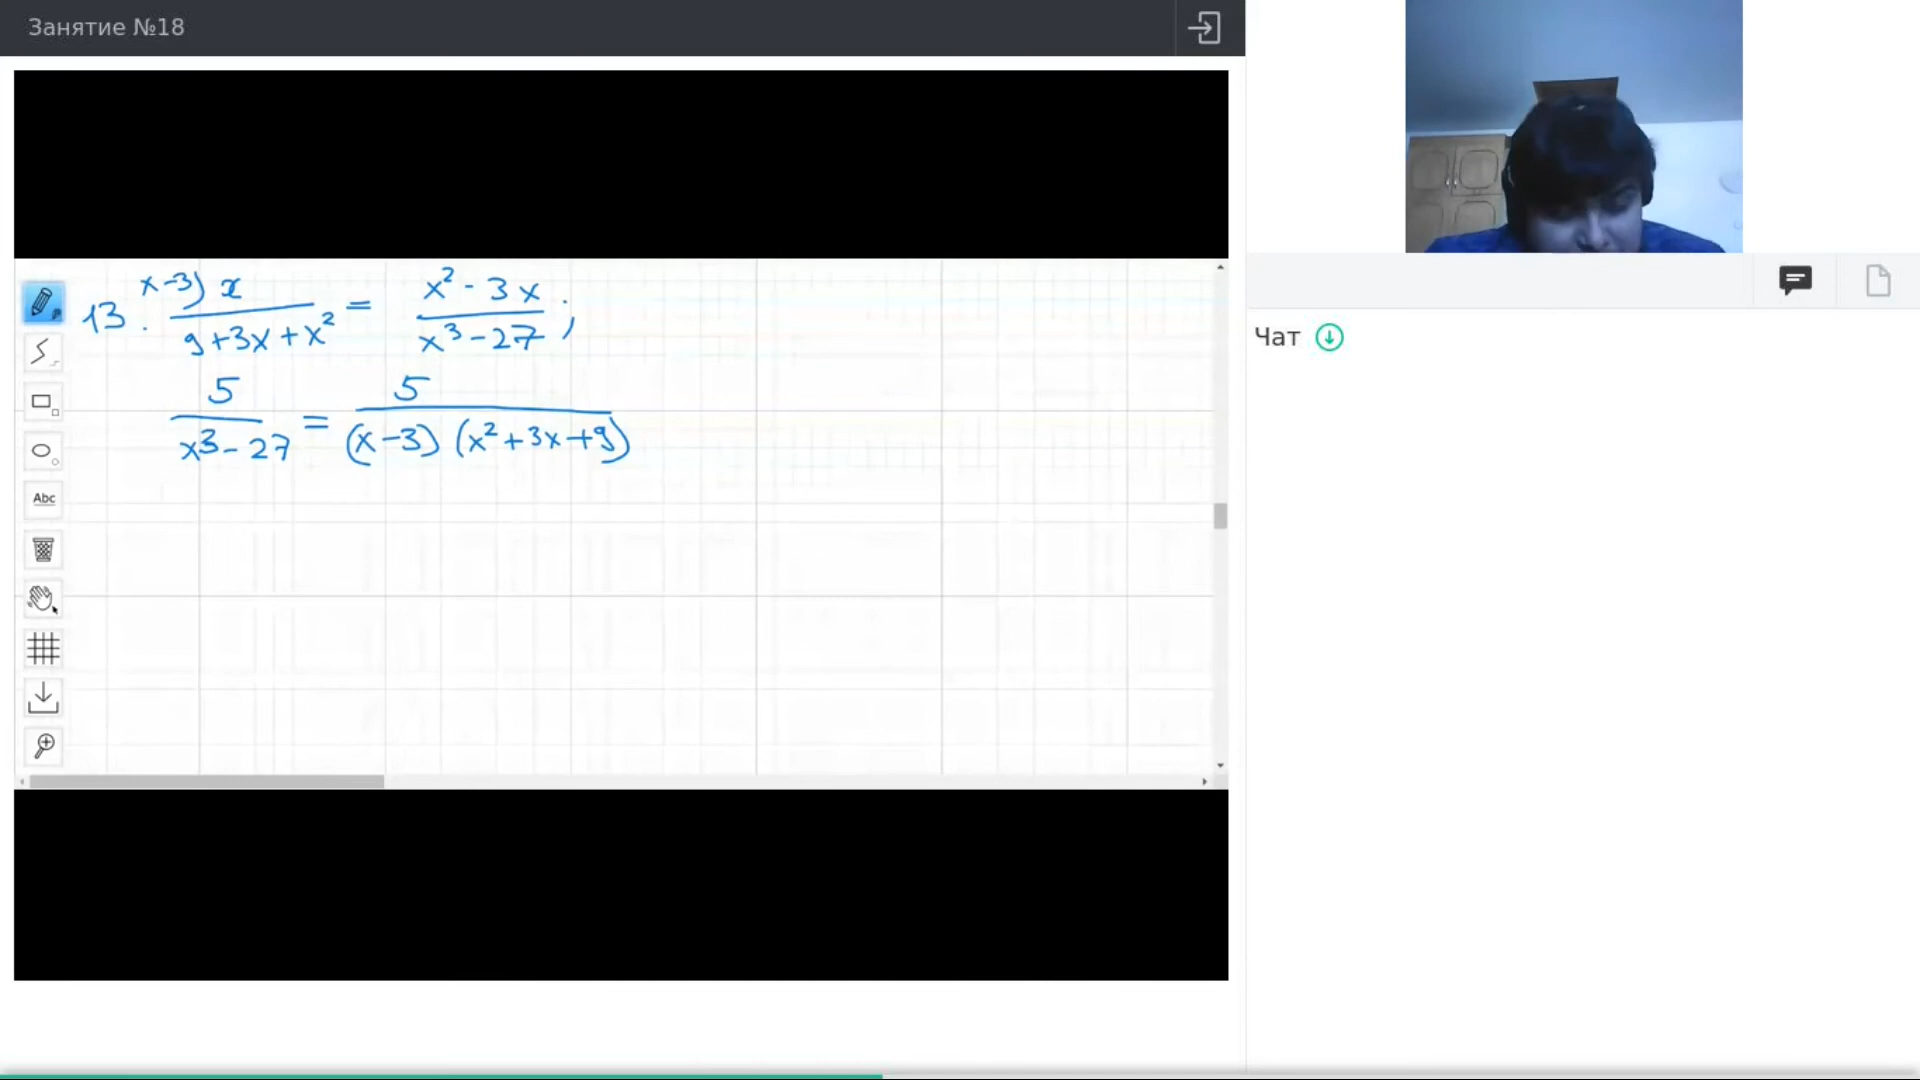 Занятие №18
x-3) x x² - 3x
13. ――― = ――― ;
9+3x+x² x³-27
5 5
――― = ―――
x³-27 (x-3) (x²+3x+9)
Abc
Чат